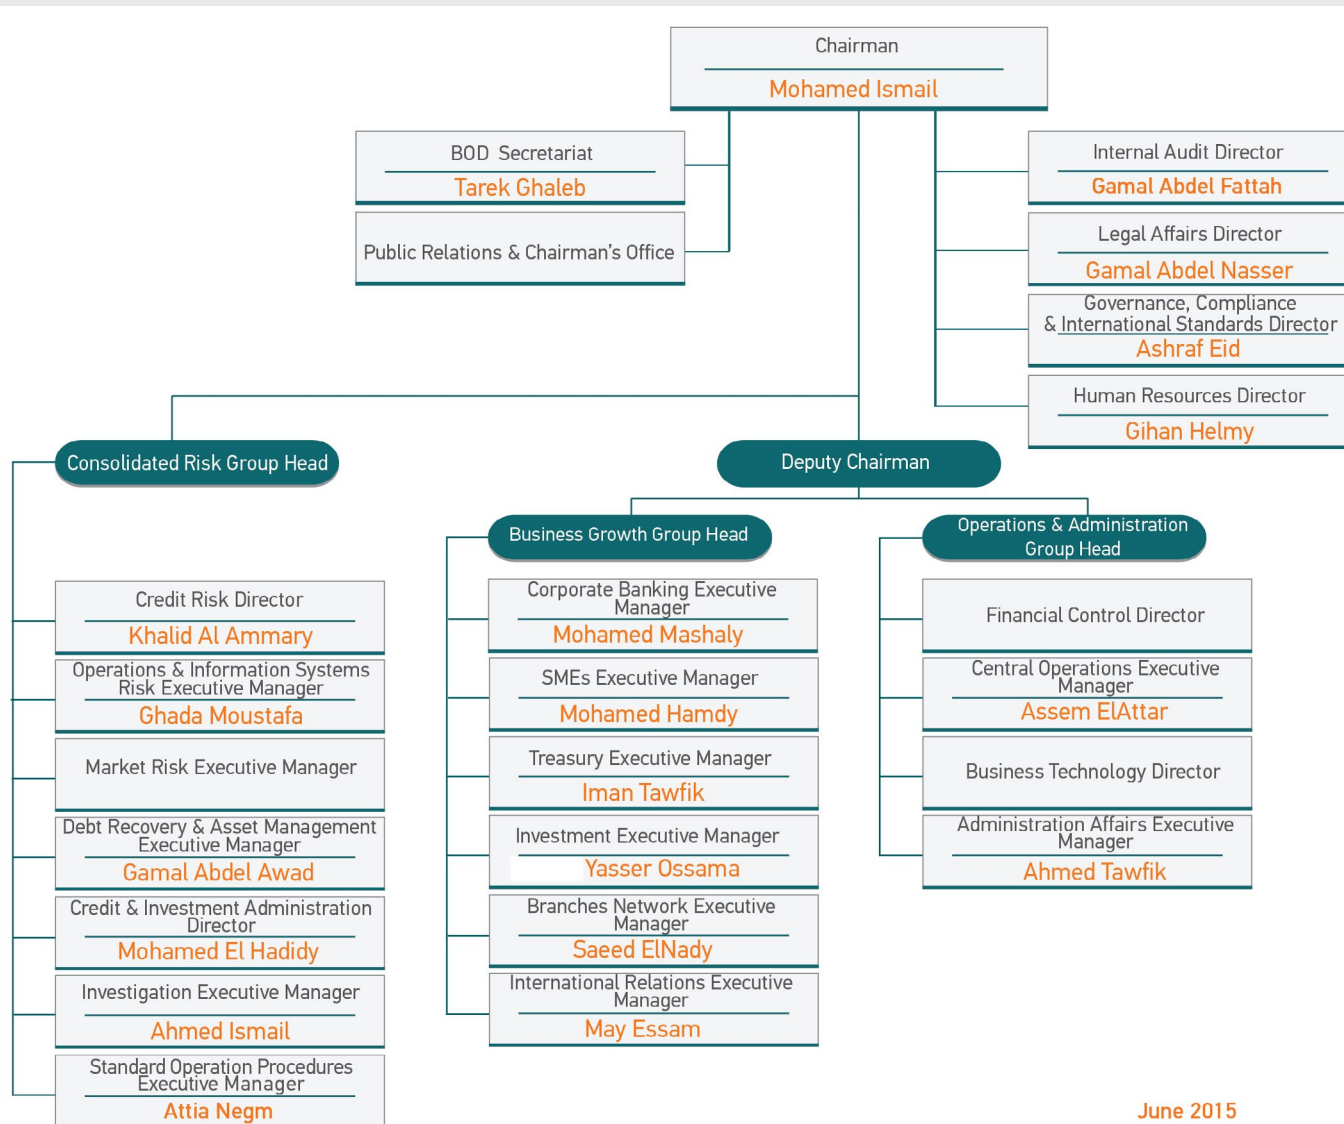 Chairman
Mohamed Ismail
BOD Secretariat
Tarek Ghaleb
Public Relations & Chairman's Office
Internal Audit Director
Gamal Abdel Fattah
Legal Affairs Director
Gamal Abdel Nasser
Governance, Compliance
& International Standards Director
Ashraf Eid
Human Resources Director
Gihan Helmy
Consolidated Risk Group Head
Deputy Chairman
Business Growth Group Head
Operations & Administration
Group Head
Credit Risk Director
Khalid Al Ammary
Operations & Information Systems
Risk Executive Manager
Ghada Moustafa
Market Risk Executive Manager
Debt Recovery & Asset Management
Executive Manager
Gamal Abdel Awad
Credit & Investment Administration
Director
Mohamed El Hadidy
Investigation Executive Manager
Ahmed Ismail
Standard Operation Procedures
Executive Manager
Attia Negm
Corporate Banking Executive
Manager
Mohamed Mashaly
SMEs Executive Manager
Mohamed Hamdy
Treasury Executive Manager
Iman Tawfik
Investment Executive Manager
Yasser Ossama
Branches Network Executive
Manager
Saeed ElNady
International Relations Executive
Manager
May Essam
Financial Control Director
Central Operations Executive
Manager
Assem ElAttar
Business Technology Director
Administration Affairs Executive
Manager
Ahmed Tawfik
June 2015